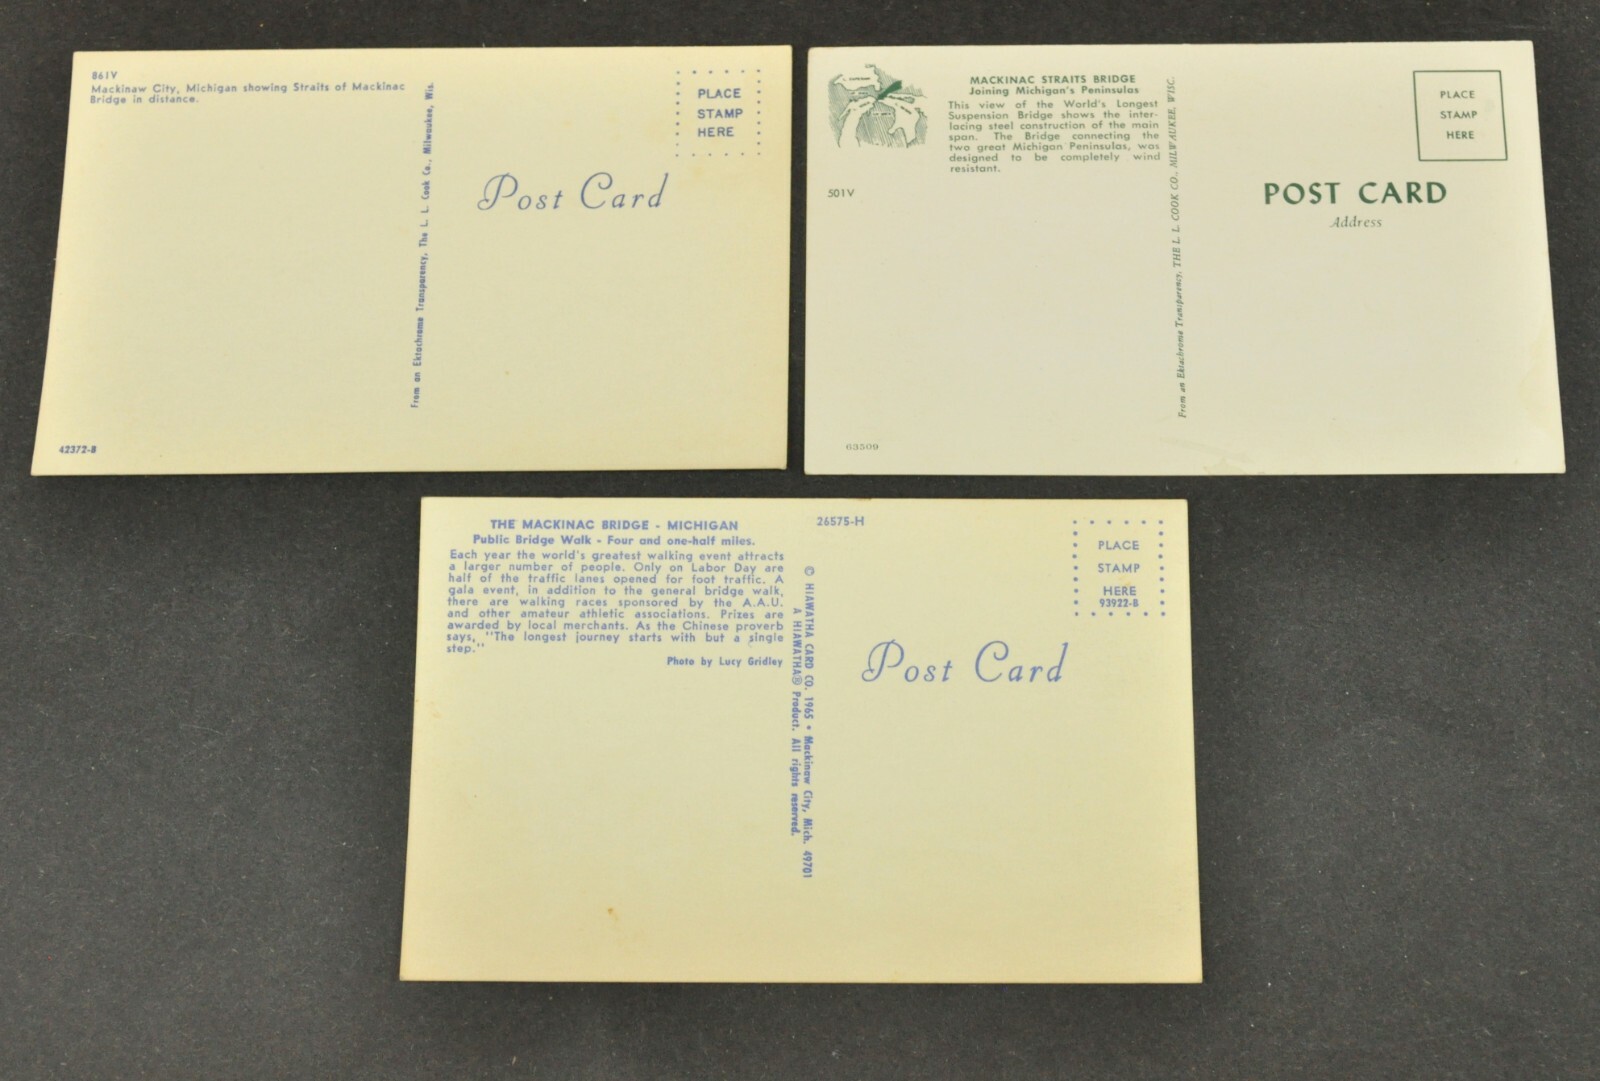 861V
Mackinaw City, Michigan showing Straits of Mackinac
Bridge in distance.
From an Ektachrome Transparency, The L. L. Cook Co., Milwaukee, Wis.
PLACE
STAMP
HERE
Post Card
42372-B
MACKINAC STRAITS BRIDGE
Joining Michigan's Peninsulas
This view of the World's Longest
Suspension Bridge shows the inter-
lacing steel construction of the main
span. The Bridge connecting the
two great Michigan Peninsulas, was
designed to be completely wind
resistant.
501V
From an Ektachrome Transparency, THE L. L. COOK CO., MILWAUKEE, WISC.
PLACE
STAMP
HERE
POST CARD
Address
63509
THE MACKINAC BRIDGE - MICHIGAN
Public Bridge Walk - Four and one-half miles.
Each year the world's greatest walking event attracts
a larger number of people. Only on Labor Day are
half of the traffic lanes opened for foot traffic. A
gala event, in addition to the general bridge walk,
there are walking races sponsored by the A.A.U.
and other amateur athletic associations. Prizes are
awarded by local merchants. As the Chinese proverb
says, "The longest journey starts with but a single
step."
Photo by Lucy Gridley
26575-H
© HIAWATHA CARD CO. 1965 • Mackinaw City, Mich. 49701
A HIAWATHA® Product. All rights reserved.
PLACE
STAMP
HERE
93922-B
Post Card